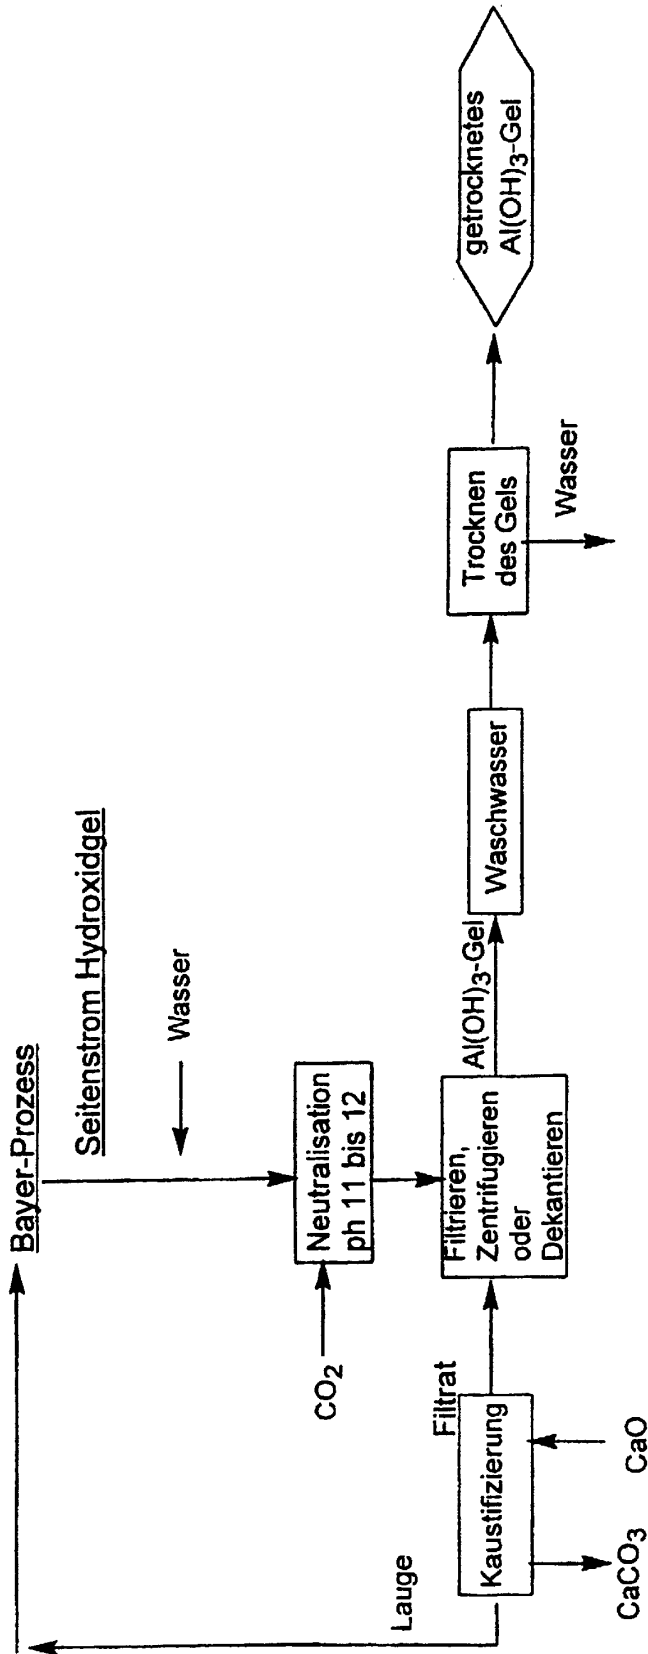 Bayer-Prozess
Seitenstrom Hydroxidgel
Wasser
CO2
Neutralisation
ph 11 bis 12
Lauge
Filtrat
Kaustifizierung
CaCO3
CaO
Filtrieren,
Zentrifugieren
oder
Dekantieren
Al(OH)3-Gel
Waschwasser
Trocknen
des Gels
Wasser
getrocknetes
Al(OH)3-Gel